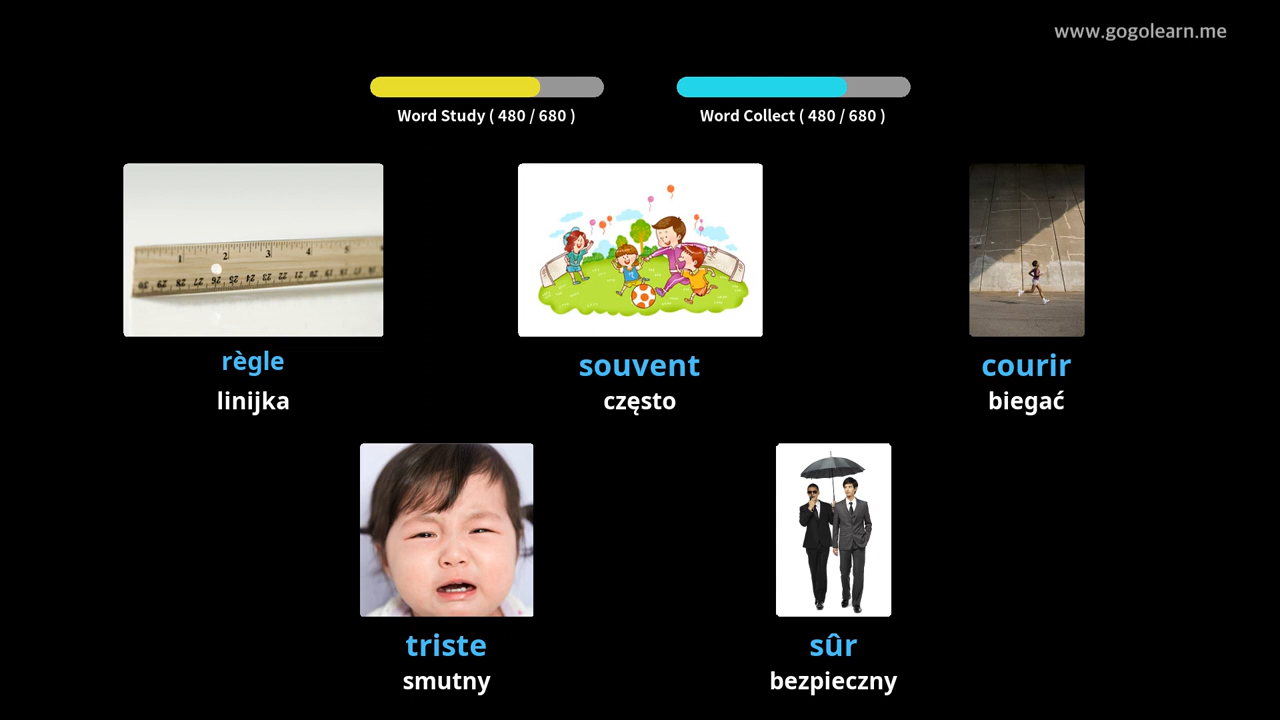 www.gogolearn.me
Word Study ( 480 / 680 )
Word Collect ( 480 / 680 )
règle
linijka
souvent
często
courir
biegać
triste
smutny
sûr
bezpieczny